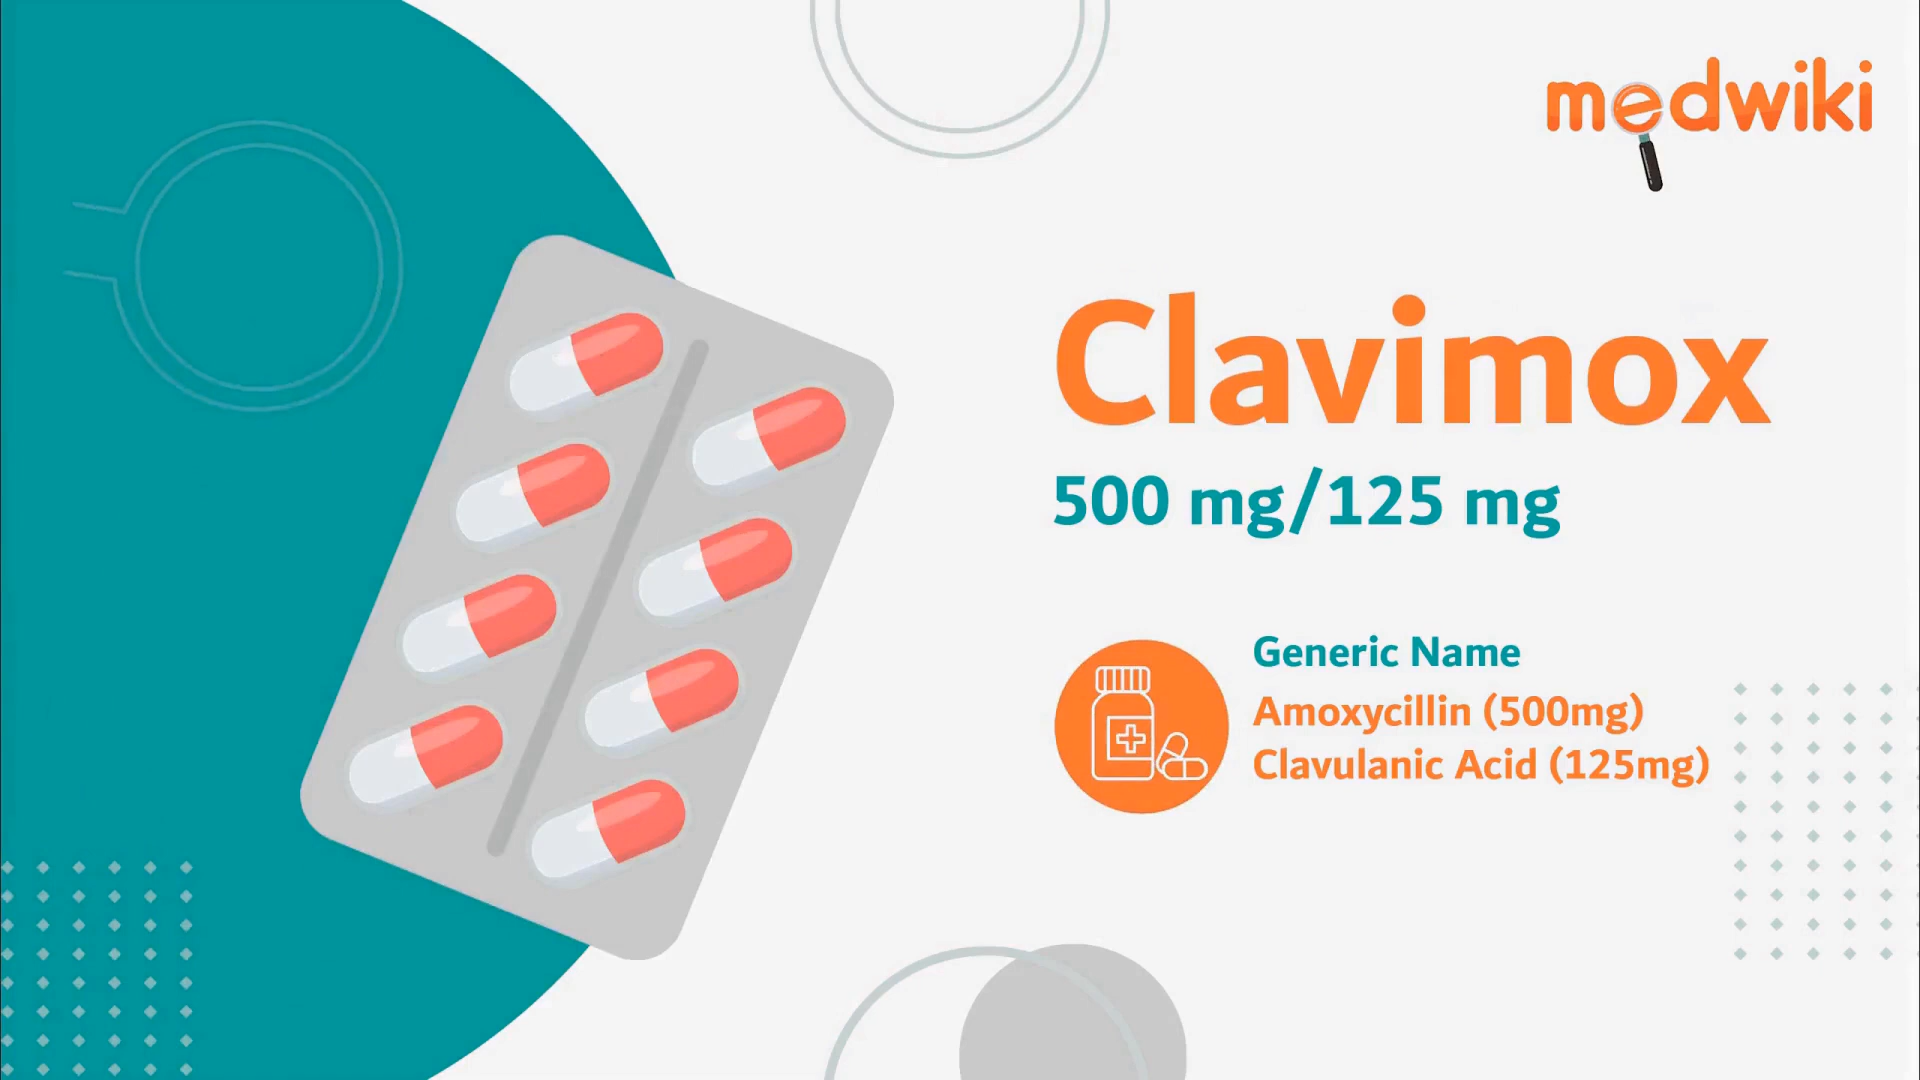 medwiki
Clavimox
500 mg/125 mg
Generic Name
Amoxycillin (500mg)
Clavulanic Acid (125mg)